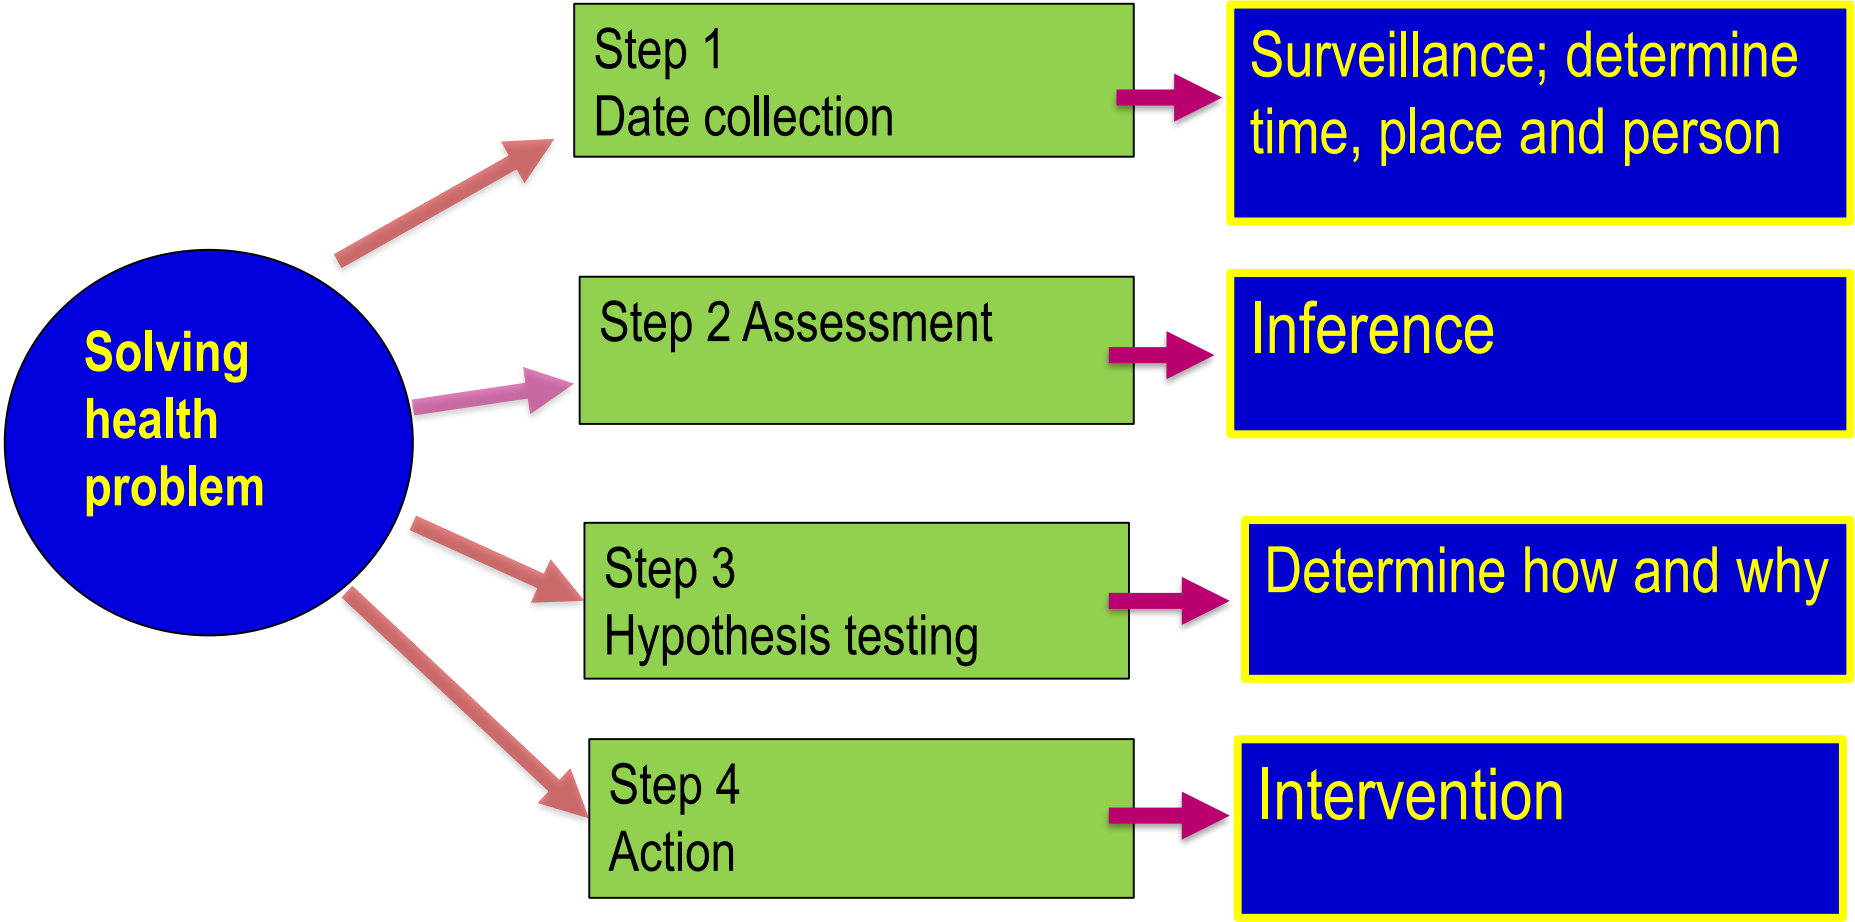 Solving
health
problem
Step 1
Date collection
Surveillance; determine
time, place and person
Step 2 Assessment
Inference
Step 3
Hypothesis testing
Determine how and why
Step 4
Action
Intervention